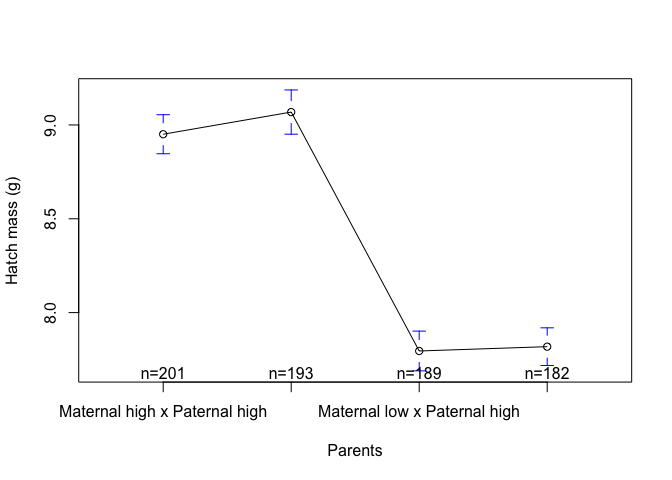 Hatch mass (g)
9.0
8.5
8.0
n=201 n=193 n=189 n=182
Maternal high x Paternal high Maternal low x Paternal high
Parents